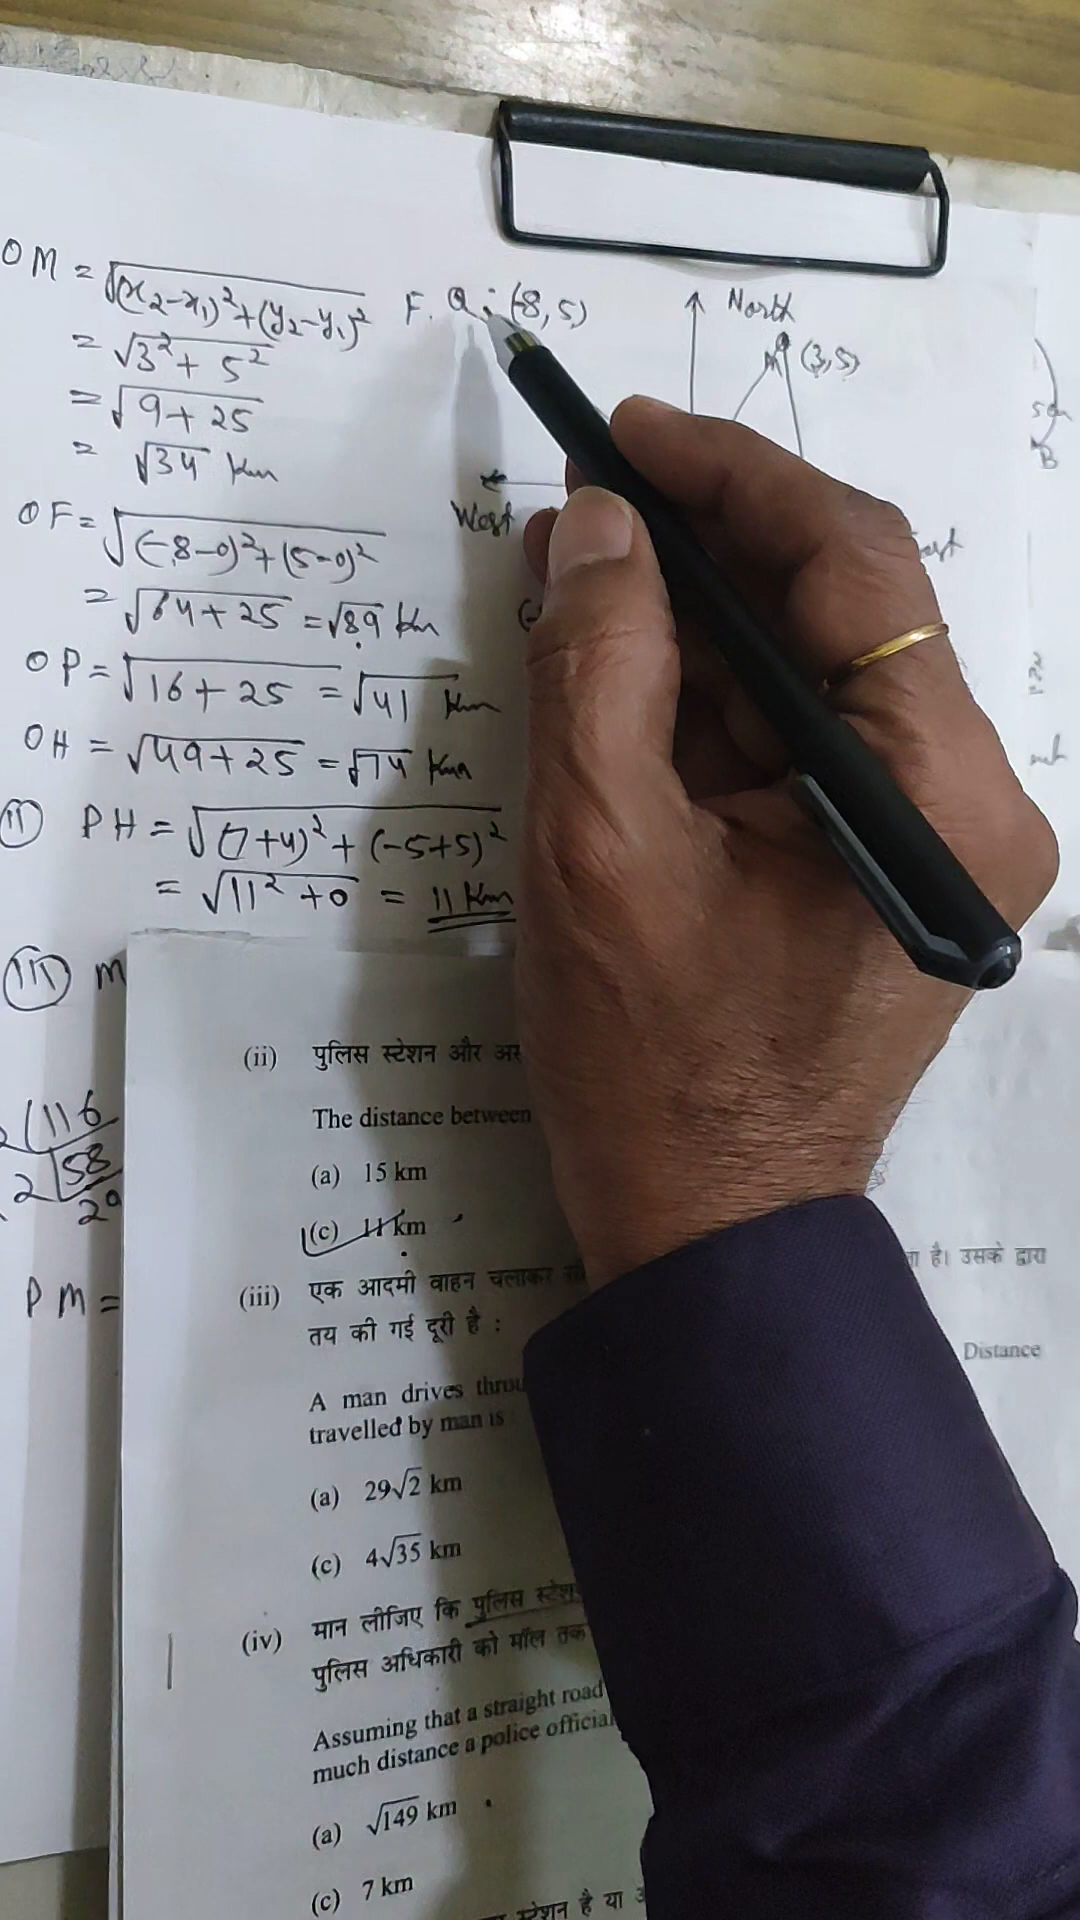 OM = √(x₂-x₁)²+(y₂-y₁)²
= √3²+5²
= √9+25
= √34 Km
F. Q: (-8,5)
North
M (3,5)
West
5cm
B
OF = √(-8-0)²+(5-0)²
= √64+25 = √89 Km
OP = √16+25 = √41 Km
OH = √49+25 = √74 Km
(ii) PH = √(7+4)²+(-5+5)²
= √11²+0 = 11 Km
(iii) m
2 116
2 58
29
PM =
(ii) पुलिस स्टेशन और
The distance between
(a) 15 km
(c) 11 km
(iii) एक आदमी वाहन चलाकर
है। उसके द्वारा
तय की गई दूरी है :
A man drives
Distance
travelled by man is
(a) 29√2 km
(c) 4√35 km
(iv) मान लीजिए कि पुलिस
पुलिस अधिकारी को मॉल तक
Assuming that a straight road
much distance a police official
(a) √149 km
(c) 7 km
स्टेशन है या